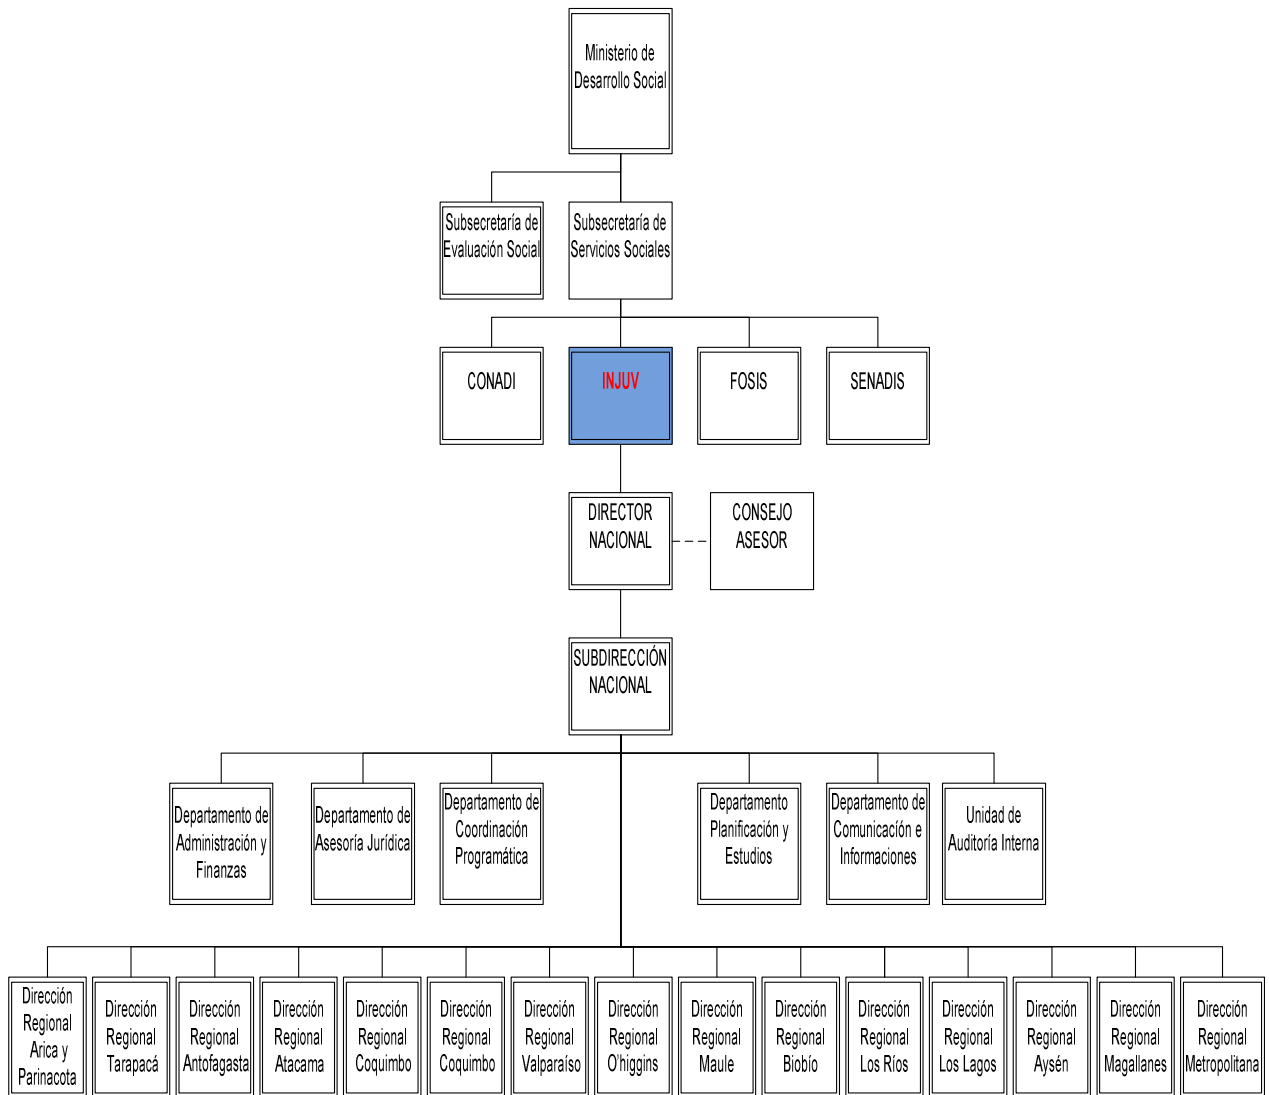 Ministerio de
Desarrollo Social
Subsecretaría de
Evaluación Social
Subsecretaría de
Servicios Sociales
CONADI
INJUV
FOSIS
SENADIS
DIRECTOR
NACIONAL
CONSEJO
ASESOR
SUBDIRECCIÓN
NACIONAL
Departamento de
Administración y
Finanzas
Departamento de
Asesoría Jurídica
Departamento de
Coordinación
Programática
Departamento
Planificación y
Estudios
Departamento de
Comunicacíón e
Informaciones
Unidad de
Auditoría Interna
Dirección
Regional
Arica y
Parinacota
Dirección
Regional
Tarapacá
Dirección
Regional
Antofagasta
Dirección
Regional
Atacama
Dirección
Regional
Coquimbo
Dirección
Regional
Coquimbo
Dirección
Regional
Valparaíso
Dirección
Regional
O'higgins
Dirección
Regional
Maule
Dirección
Regional
Biobío
Dirección
Regional
Los Ríos
Dirección
Regional
Los Lagos
Dirección
Regional
Aysén
Dirección
Regional
Magallanes
Dirección
Regional
Metropolitana